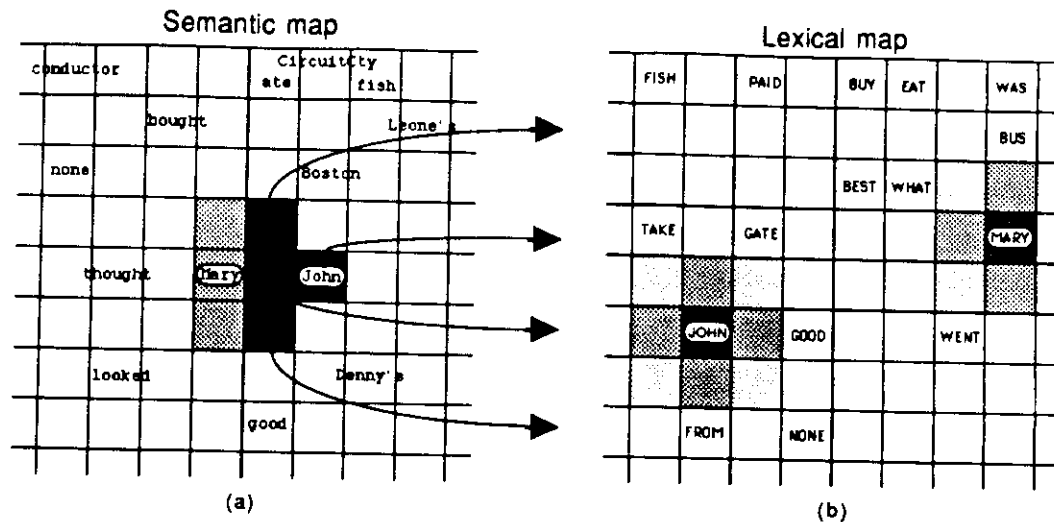 Semantic map
conductor
CircuitCty
ate
fish
bought
Leone's
none
Boston
thought
Mary
John
looked
Denny's
good
(a)
Lexical map
FISH
PAID
BUY
EAT
WAS
BUS
BEST
WHAT
TAKE
GATE
MARY
JOHN
GOOD
WENT
FROM
NONE
(b)